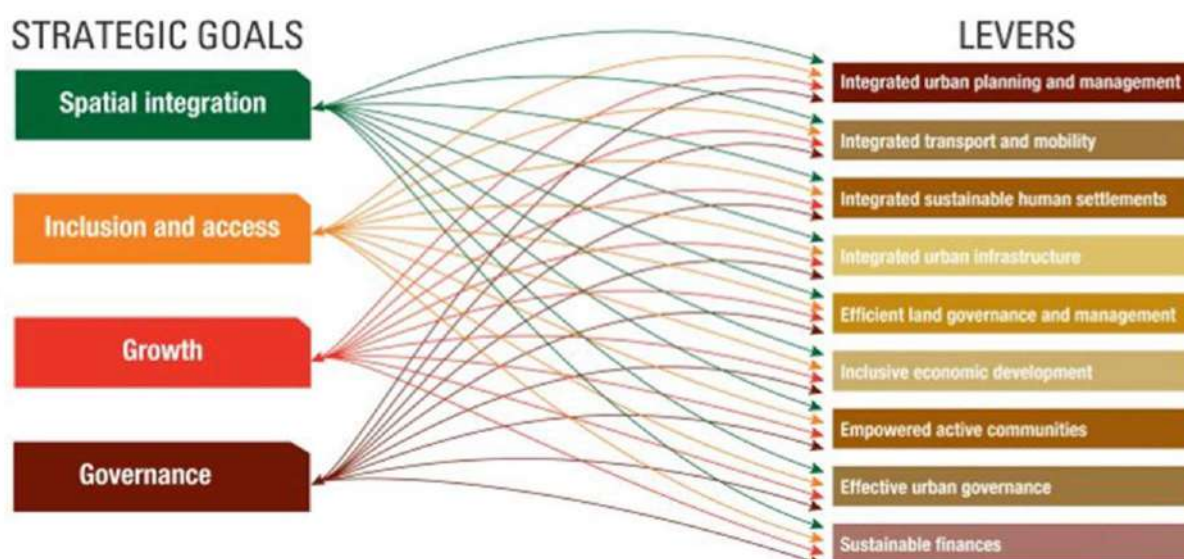 STRATEGIC GOALS
Spatial integration
Inclusion and access
Growth
Governance
LEVERS
Integrated urban planning and management
Integrated transport and mobility
Integrated sustainable human settlements
Integrated urban infrastructure
Efficient land governance and management
Inclusive economic development
Empowered active communities
Effective urban governance
Sustainable finances